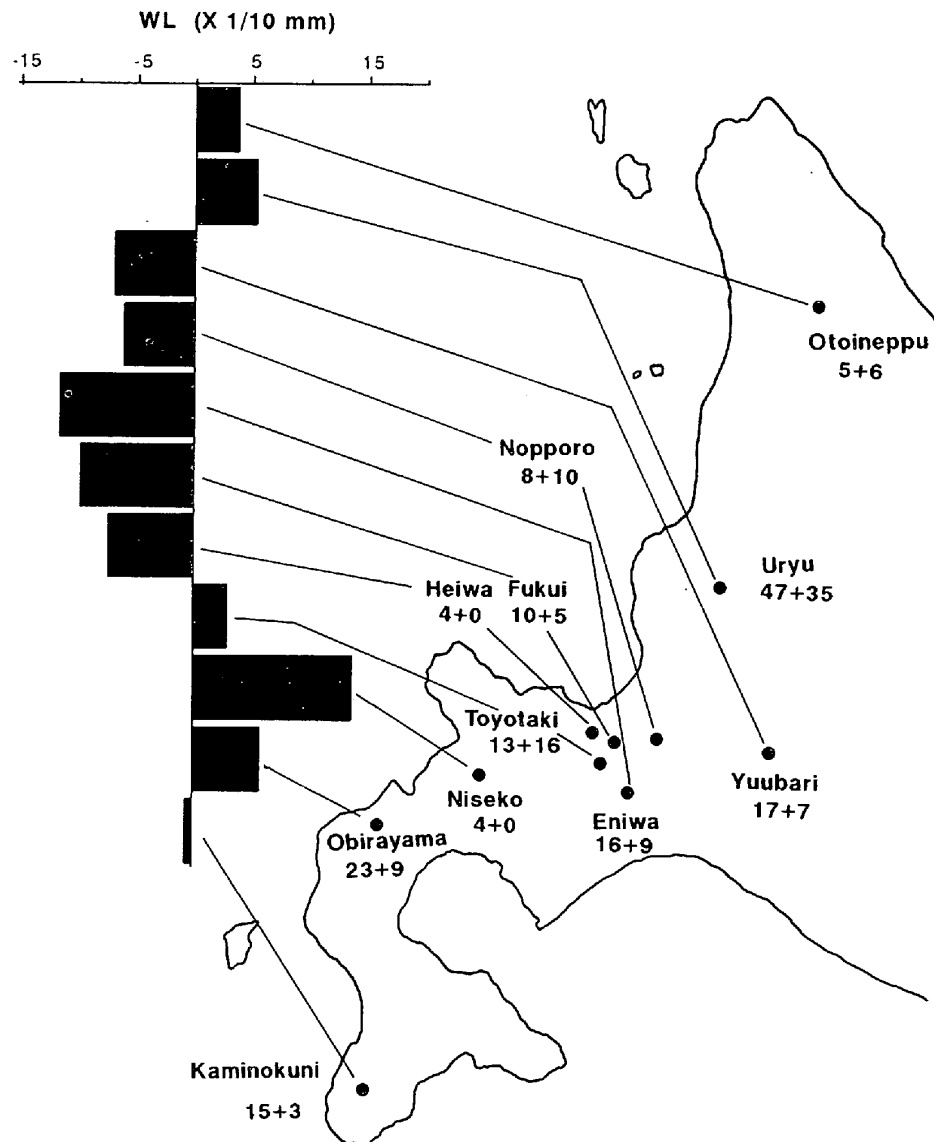 WL (X 1/10 mm)
-15 -5 5 15
Otoineppu
5+6
Nopporo
8+10
Uryu
47+35
Heiwa Fukui
4+0 10+5
Toyotaki
13+16
Niseko
4+0
Yuubari
17+7
Eniwa
16+9
Obirayama
23+9
Kaminokuni
15+3